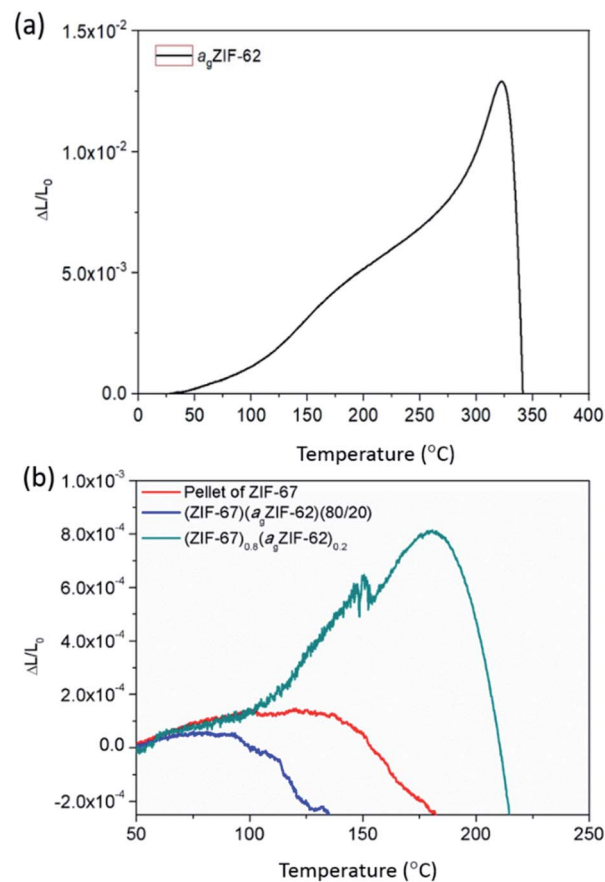 (a)
1.5x10⁻²
1.0x10⁻²
5.0x10⁻³
0.0
ΔL/L₀
a_gZIF-62
0 50 100 150 200 250 300 350 400
Temperature (°C)
(b)
1.0x10⁻³
8.0x10⁻⁴
6.0x10⁻⁴
4.0x10⁻⁴
2.0x10⁻⁴
0.0
-2.0x10⁻⁴
ΔL/L₀
Pellet of ZIF-67
(ZIF-67)(a_gZIF-62)(80/20)
(ZIF-67)₀.₈(a_gZIF-62)₀.₂
50 100 150 200 250
Temperature (°C)